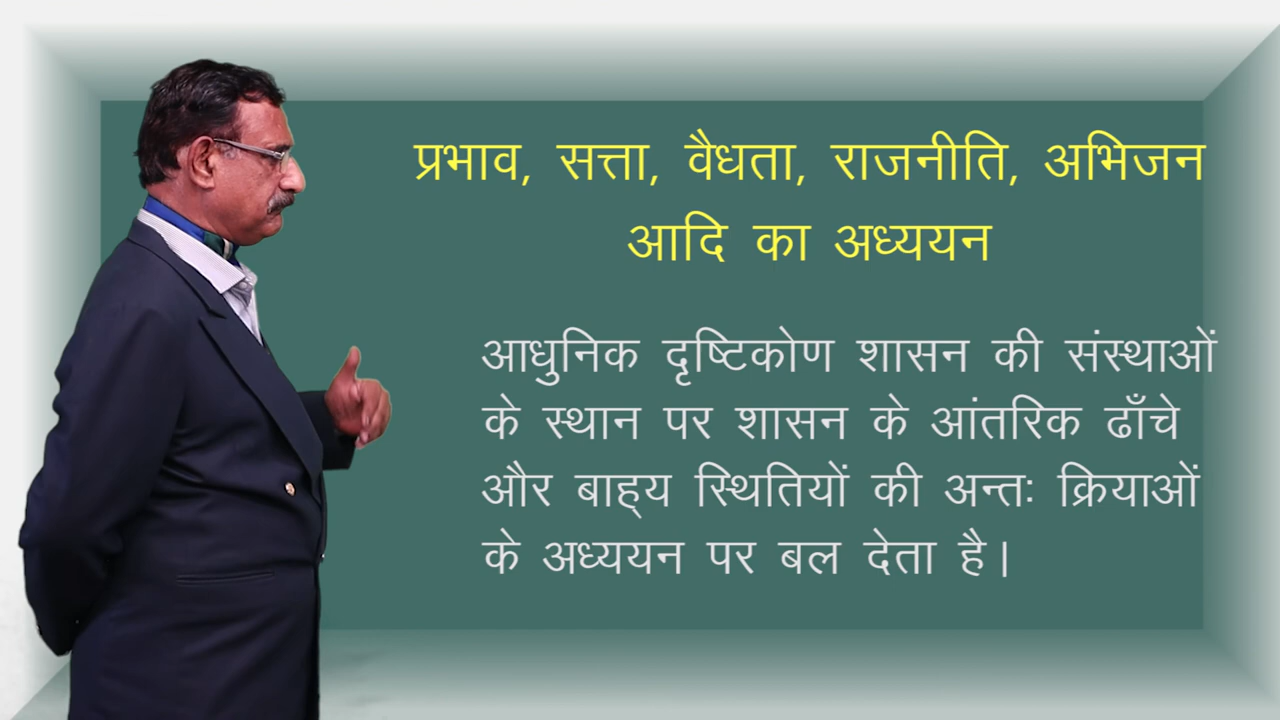 प्रभाव, सत्ता, वैधता, राजनीति, अभिजन
आदि का अध्ययन
आधुनिक दृष्टिकोण शासन की संस्थाओं
के स्थान पर शासन के आंतरिक ढाँचे
और बाह्य स्थितियों की अन्तः क्रियाओं
के अध्ययन पर बल देता है।